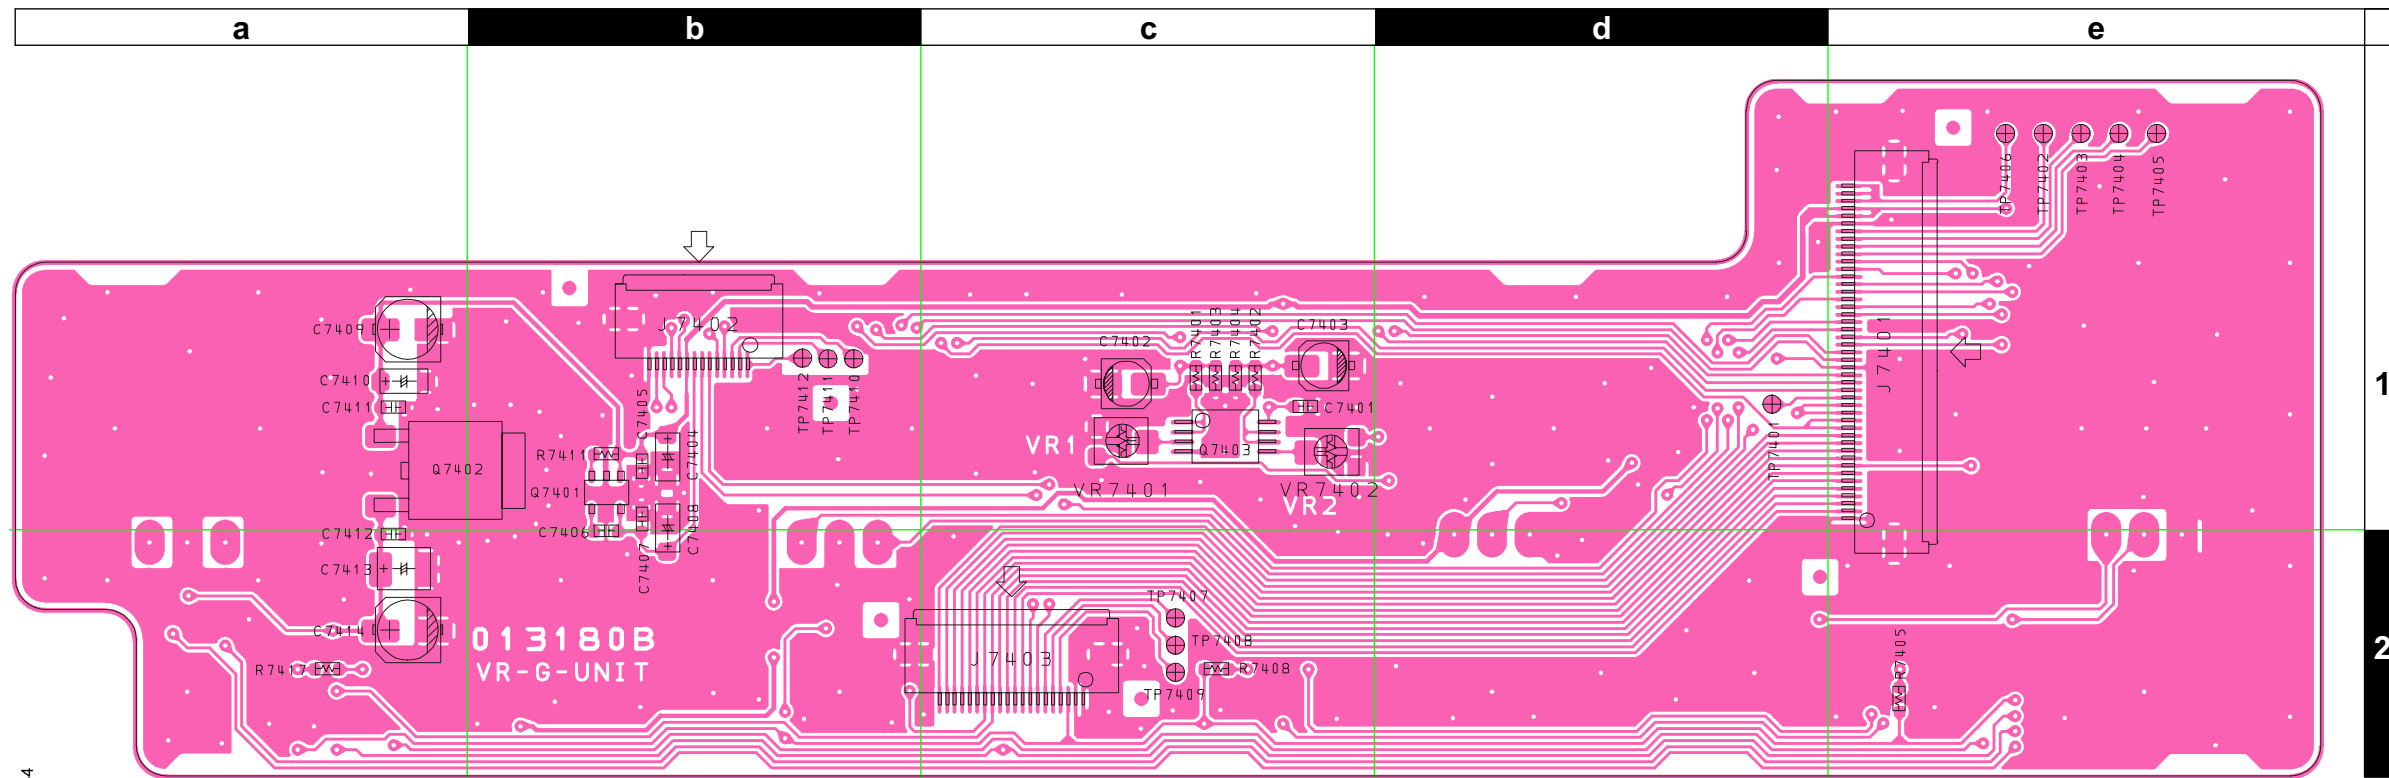 a b c d e
TP7406 TP7402 TP7403 TP7404 TP7405
C7409 J7402 R7401 R7403 R7404 R7402 C7403
C7402
J7401
C7410 TP7412 TP7411 TP7410
1
C7411 C7405 C7401
TP7401
VR1 Q7403
R7411 C7404
Q7402
Q7401 VR7401 VR7402
VR2
C7412 C7406 C7407 C7408
C7413
TP7407
C7414 013180B TP7408
R7405
2
R7417 VR-G-UNIT J7403 R7408
TP7409
4